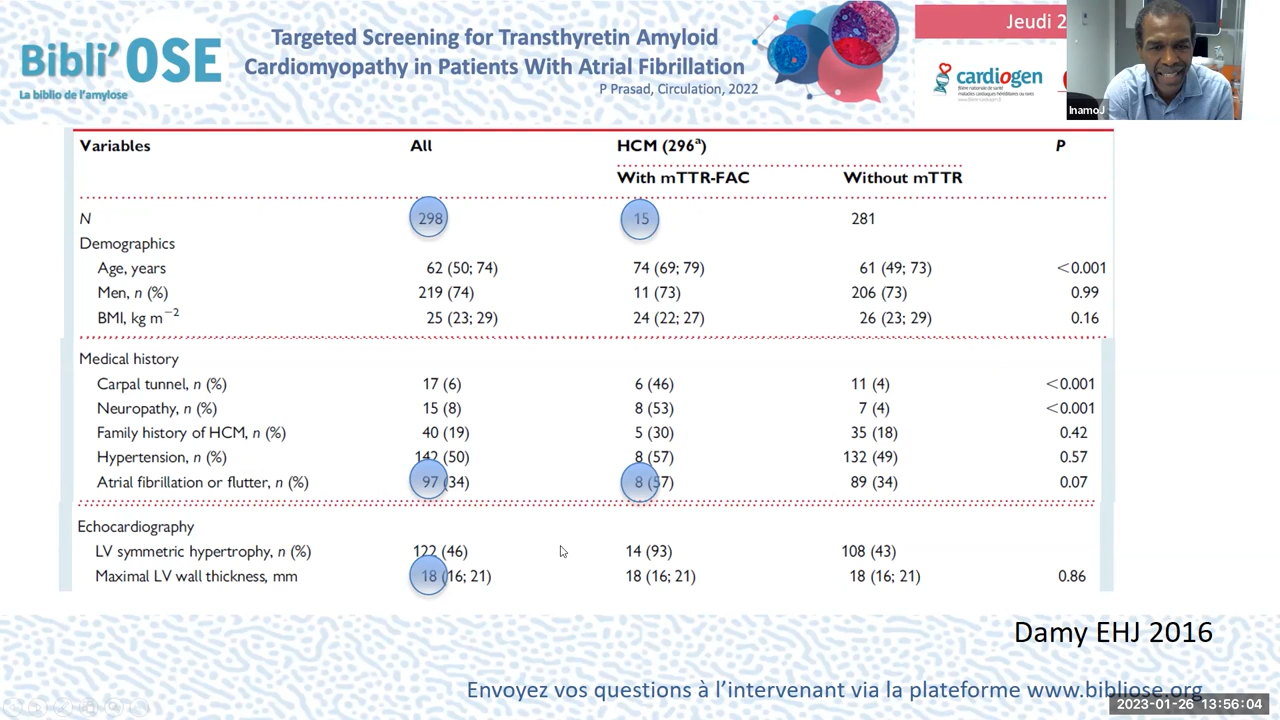 Bibli'OSE
La biblio de l'amylose
Targeted Screening for Transthyretin Amyloid
Cardiomyopathy in Patients With Atrial Fibrillation
P Prasad, Circulation, 2022
Jeudi 2
cardiogen
InamoJ
Variables All HCM (296ᵃ) P
With mTTR-FAC Without mTTR
N 298 15 281
Demographics
Age, years 62 (50; 74) 74 (69; 79) 61 (49; 73) <0.001
Men, n (%) 219 (74) 11 (73) 206 (73) 0.99
BMI, kg m⁻² 25 (23; 29) 24 (22; 27) 26 (23; 29) 0.16
Medical history
Carpal tunnel, n (%) 17 (6) 6 (46) 11 (4) <0.001
Neuropathy, n (%) 15 (8) 8 (53) 7 (4) <0.001
Family history of HCM, n (%) 40 (19) 5 (30) 35 (18) 0.42
Hypertension, n (%) 142 (50) 8 (57) 132 (49) 0.57
Atrial fibrillation or flutter, n (%) 97 (34) 8 (57) 89 (34) 0.07
Echocardiography
LV symmetric hypertrophy, n (%) 122 (46) 14 (93) 108 (43)
Maximal LV wall thickness, mm 18 (16; 21) 18 (16; 21) 18 (16; 21) 0.86
Damy EHJ 2016
Envoyez vos questions à l'intervenant via la plateforme www.bibliose.org
2023-01-26 13:56:04